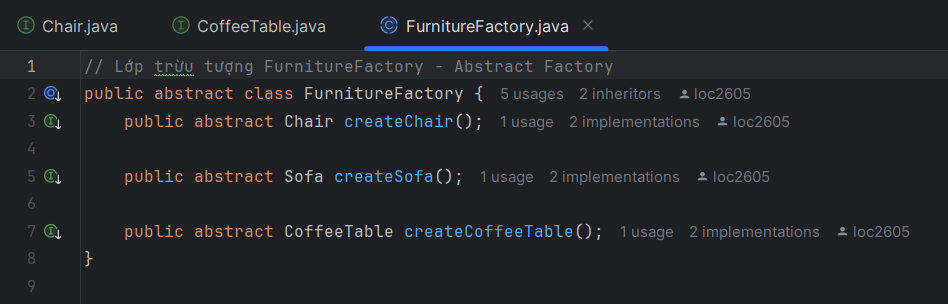 Chair.java CoffeeTable.java FurnitureFactory.java
1 // Lớp trừu tượng FurnitureFactory - Abstract Factory
2 public abstract class FurnitureFactory { 5 usages 2 inheritors loc2605
3 public abstract Chair createChair(); 1 usage 2 implementations loc2605
4
5 public abstract Sofa createSofa(); 1 usage 2 implementations loc2605
6
7 public abstract CoffeeTable createCoffeeTable(); 1 usage 2 implementations loc2605
8 }
9